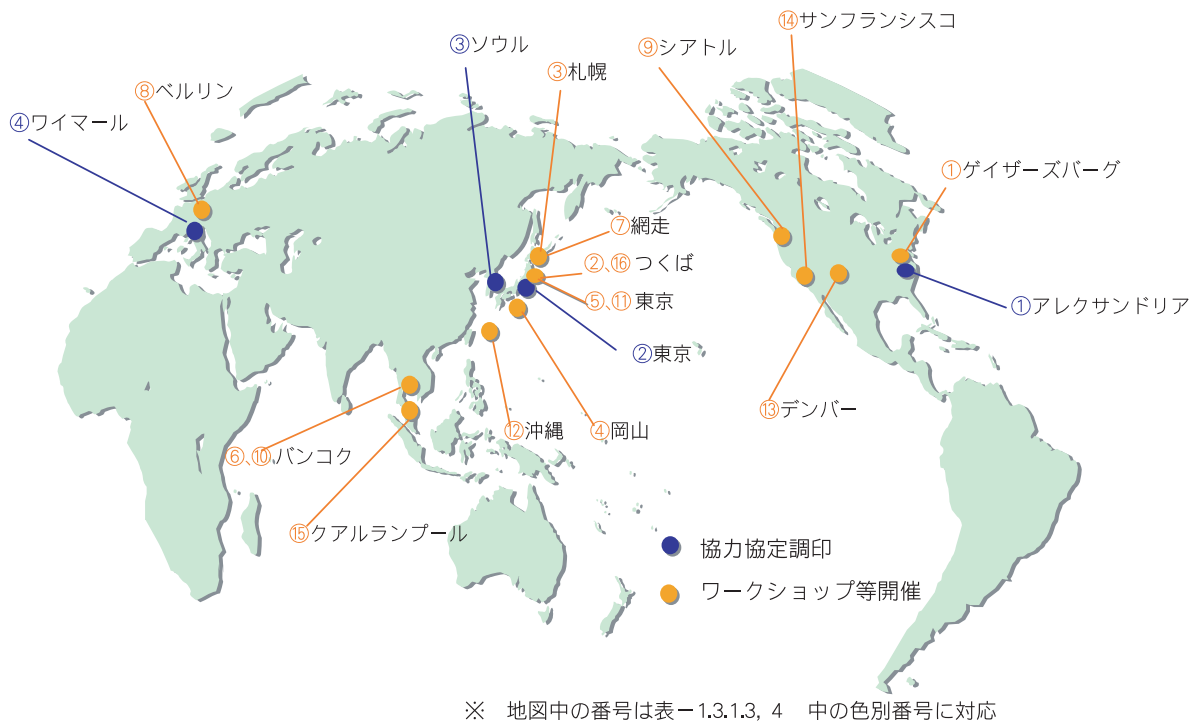 ⑭サンフランシスコ
③ソウル
⑨シアトル
③札幌
⑧ベルリン
④ワイマール
①ゲイザーズバーグ
⑦網走
②、⑯つくば
⑤、⑪東京
①アレクサンドリア
②東京
⑬デンバー
⑫沖縄
④岡山
⑥、⑩バンコク
⑮クアルランプール
協力協定調印
ワークショップ等開催
※ 地図中の番号は表－1.3.1.3, 4 中の色別番号に対応